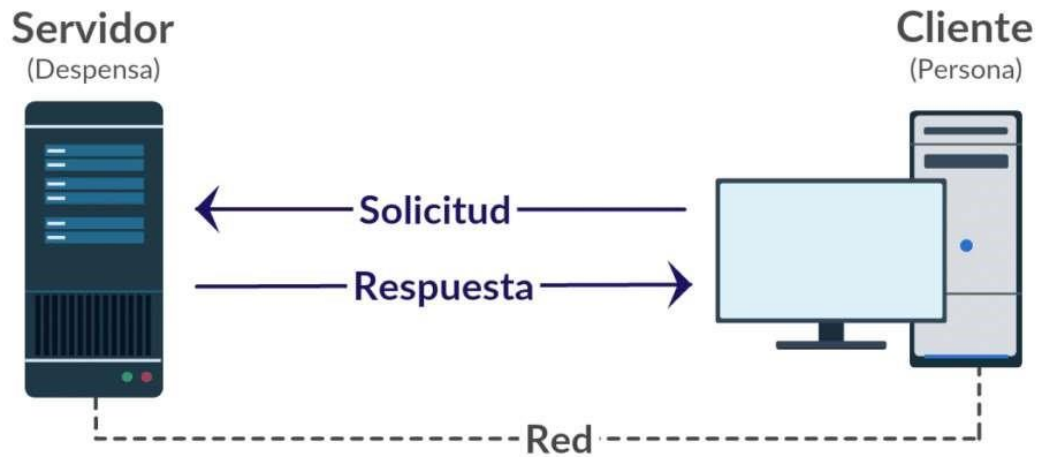 Servidor
(Despensa)
Cliente
(Persona)
Solicitud
Respuesta
Red